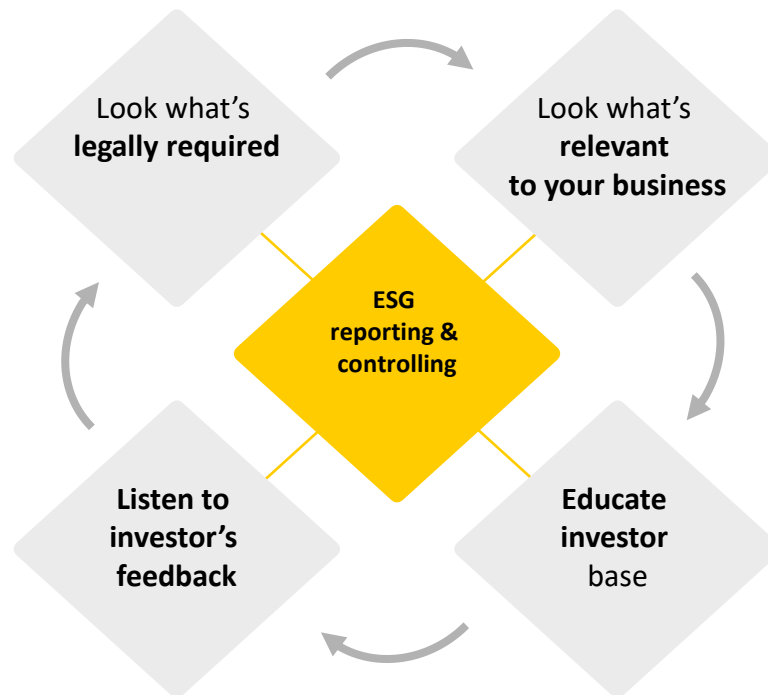 Look what’s
legally required
Look what’s
relevant
to your business
ESG
reporting &
controlling
Listen to
investor’s
feedback
Educate
investor
base